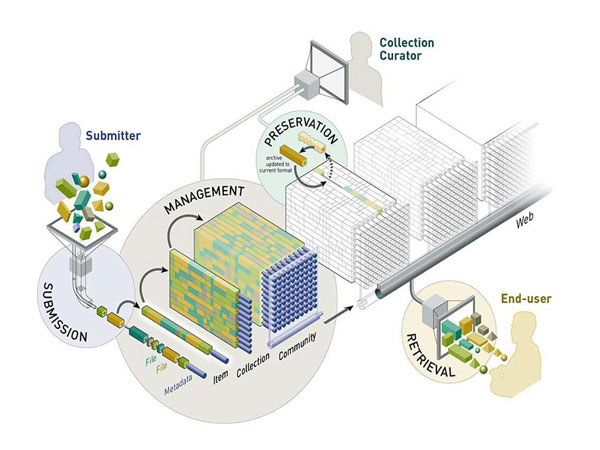 Collection
Curator
Submitter
PRESERVATION
archive
updated to
current format
MANAGEMENT
Web
SUBMISSION
End-user
File
File
Metadata
Item
Collection
Community
RETRIEVAL